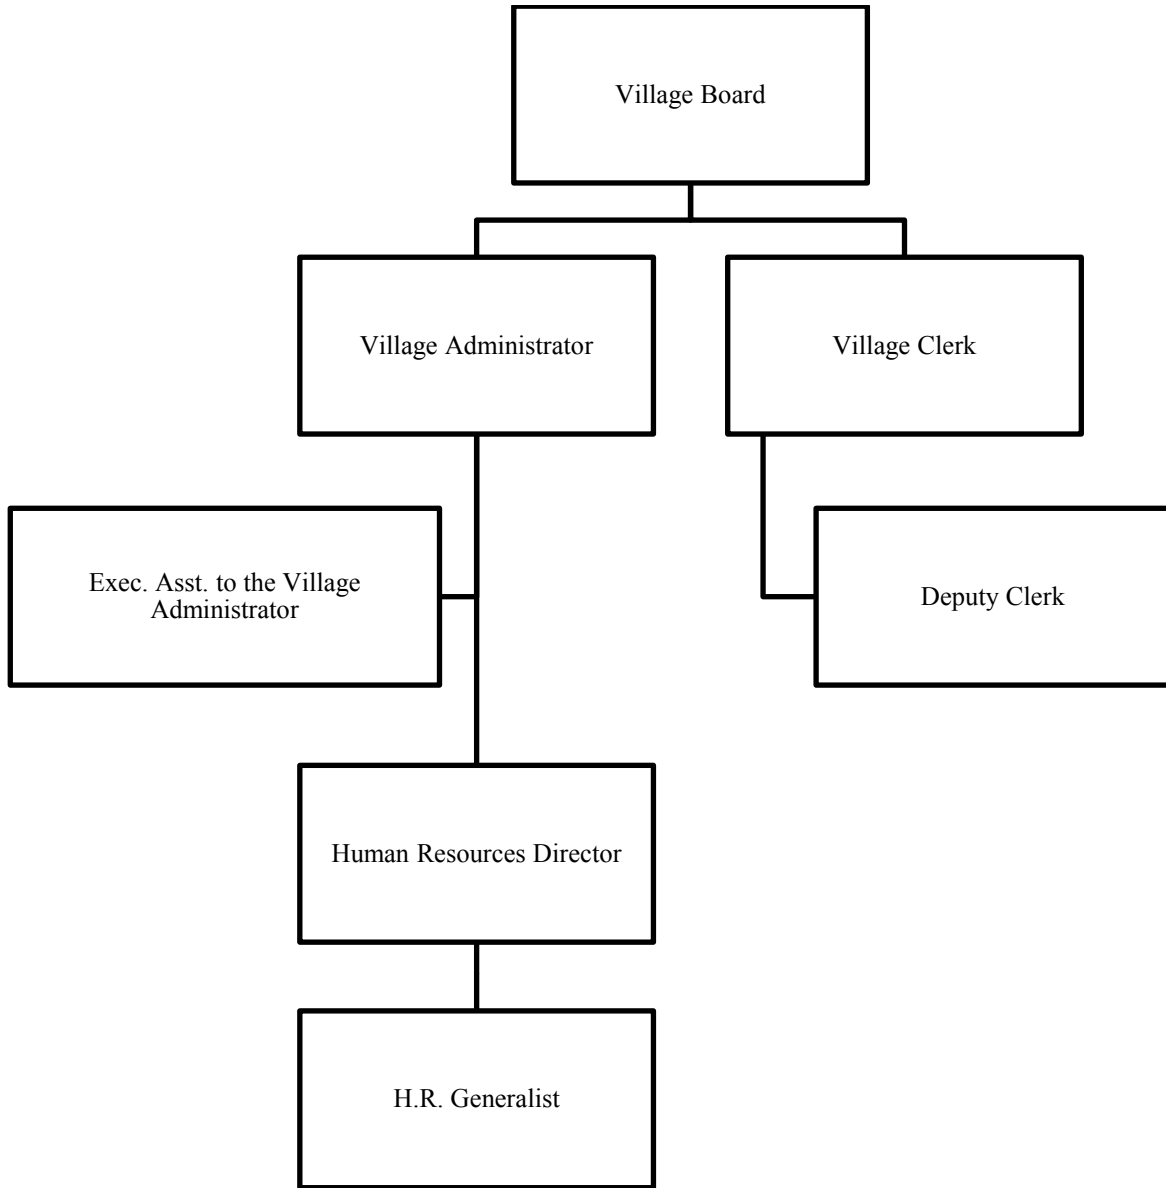 Village Board
Village Administrator
Village Clerk
Exec. Asst. to the Village
Administrator
Deputy Clerk
Human Resources Director
H.R. Generalist